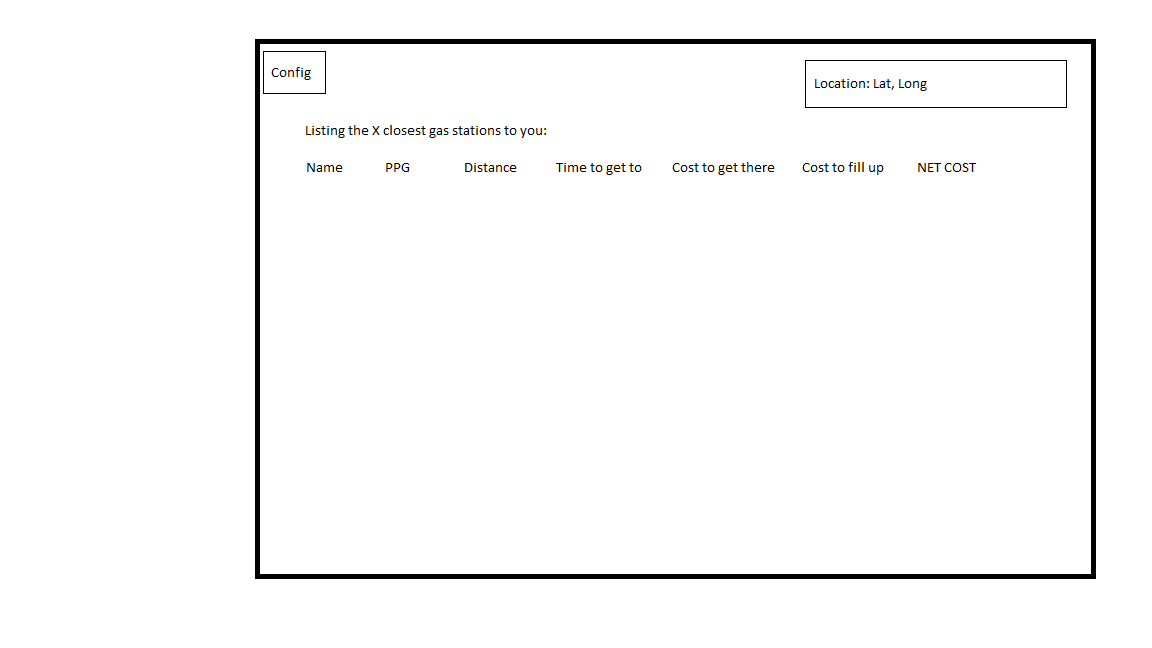 Config
Location: Lat, Long
Listing the X closest gas stations to you:
Name PPG Distance Time to get to Cost to get there Cost to fill up NET COST